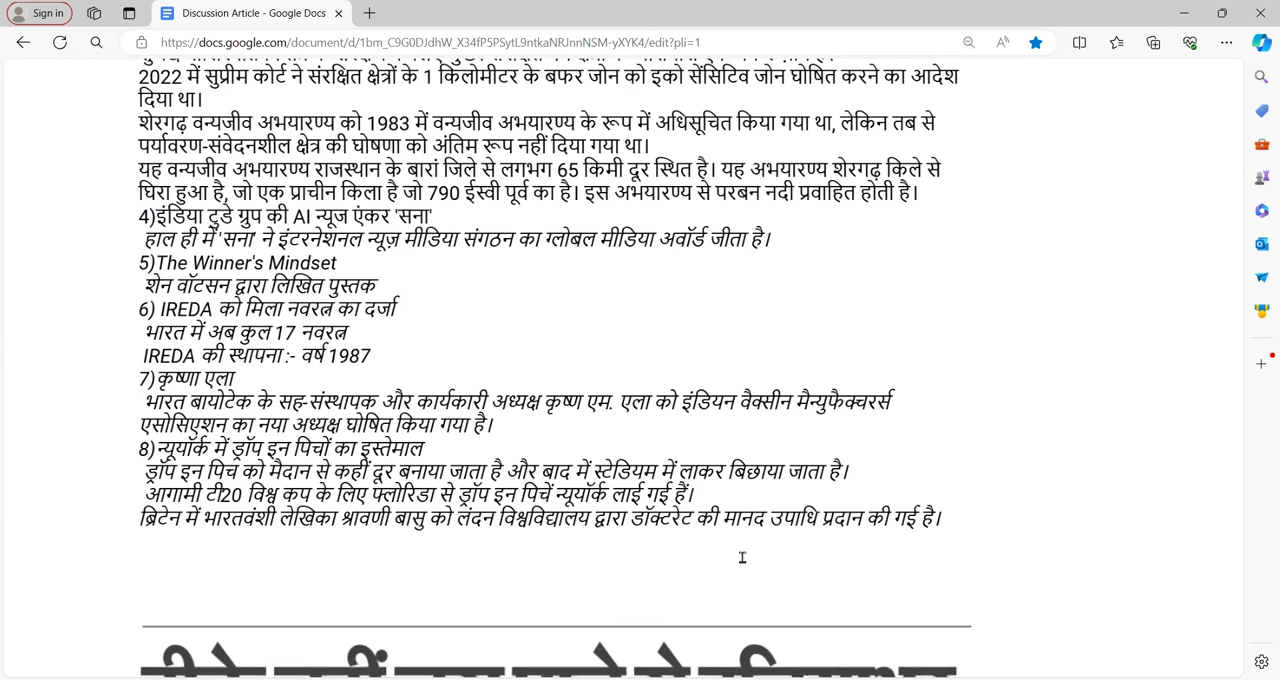 Sign in
Discussion Article - Google Docs
https://docs.google.com/document/d/1bm_C9G0DJdhW_X34fP5PSytL9ntkaNRJnnNSM-yXYK4/edit?pli=1
2022 में सुप्रीम कोर्ट ने संरक्षित क्षेत्रों के 1 किलोमीटर के बफर जोन को इको सेंसिटिव जोन घोषित करने का आदेश
दिया था।
शेरगढ़ वन्यजीव अभयारण्य को 1983 में वन्यजीव अभयारण्य के रूप में अधिसूचित किया गया था, लेकिन तब से
पर्यावरण-संवेदनशील क्षेत्र की घोषणा को अंतिम रूप नहीं दिया गया था।
यह वन्यजीव अभयारण्य राजस्थान के बारां जिले से लगभग 65 किमी दूर स्थित है। यह अभयारण्य शेरगढ़ किले से
घिरा हुआ है, जो एक प्राचीन किला है जो 790 ईस्वी पूर्व का है। इस अभयारण्य से परबन नदी प्रवाहित होती है।
4)इंडिया टुडे ग्रुप की AI न्यूज एंकर 'सना'
हाल ही में 'सना' ने इंटरनेशनल न्यूज़ मीडिया संगठन का ग्लोबल मीडिया अवॉर्ड जीता है।
5)The Winner's Mindset
शेन वॉटसन द्वारा लिखित पुस्तक
6) IREDA को मिला नवरत्न का दर्जा
भारत में अब कुल 17 नवरत्न
IREDA की स्थापना :- वर्ष 1987
7)कृष्णा एला
भारत बायोटेक के सह-संस्थापक और कार्यकारी अध्यक्ष कृष्ण एम. एला को इंडियन वैक्सीन मैन्युफैक्चरर्स
एसोसिएशन का नया अध्यक्ष घोषित किया गया है।
8)न्यूयॉर्क में ड्रॉप इन पिचों का इस्तेमाल
ड्रॉप इन पिच को मैदान से कहीं दूर बनाया जाता है और बाद में स्टेडियम में लाकर बिछाया जाता है।
आगामी टी20 विश्व कप के लिए फ्लोरिडा से ड्रॉप इन पिचें न्यूयॉर्क लाई गई हैं।
ब्रिटेन में भारतवंशी लेखिका श्रावणी बासु को लंदन विश्वविद्यालय द्वारा डॉक्टरेट की मानद उपाधि प्रदान की गई है।